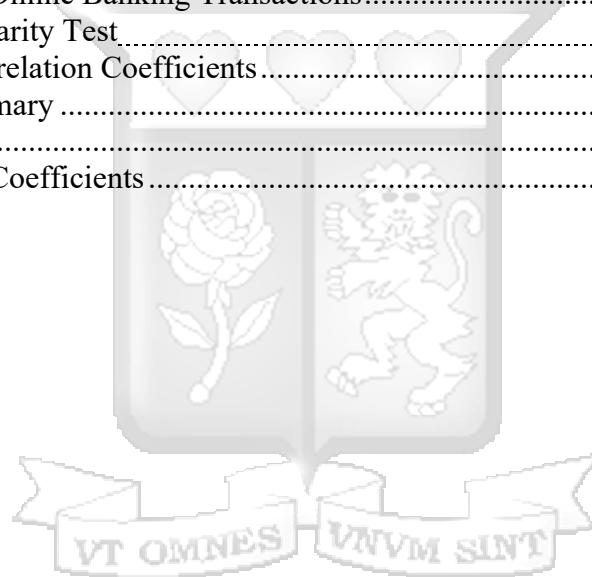 Online Banking Transactions
arity Test
relation Coefficients
mary
Coefficients
VT OMNES VNVM SINT